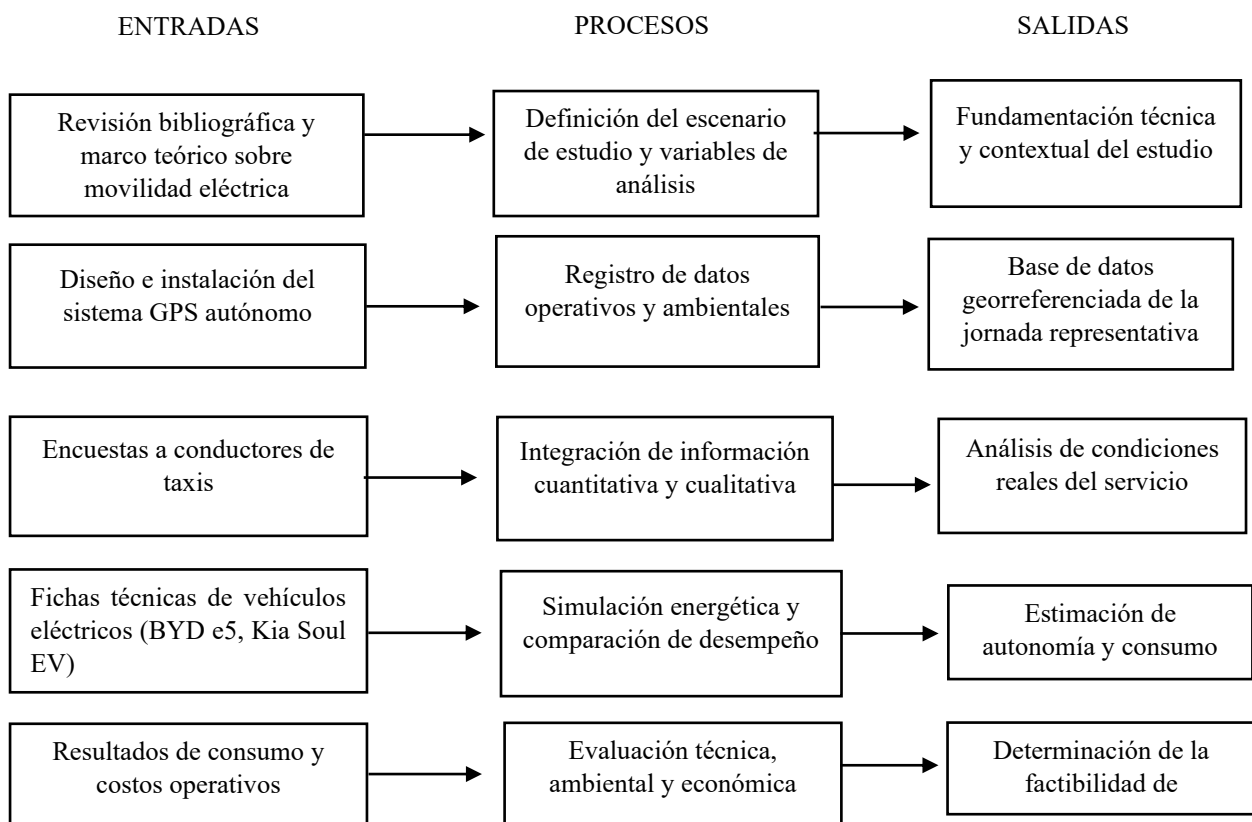 ENTRADAS
PROCESOS
SALIDAS
Revisión bibliográfica y
marco teórico sobre
movilidad eléctrica
Definición del escenario
de estudio y variables de
análisis
Fundamentación técnica
y contextual del estudio
Diseño e instalación del
sistema GPS autónomo
Registro de datos
operativos y ambientales
Base de datos
georreferenciada de la
jornada representativa
Encuestas a conductores de
taxis
Integración de información
cuantitativa y cualitativa
Análisis de condiciones
reales del servicio
Fichas técnicas de vehículos
eléctricos (BYD e5, Kia Soul
EV)
Simulación energética y
comparación de desempeño
Estimación de
autonomía y consumo
Resultados de consumo y
costos operativos
Evaluación técnica,
ambiental y económica
Determinación de la
factibilidad de